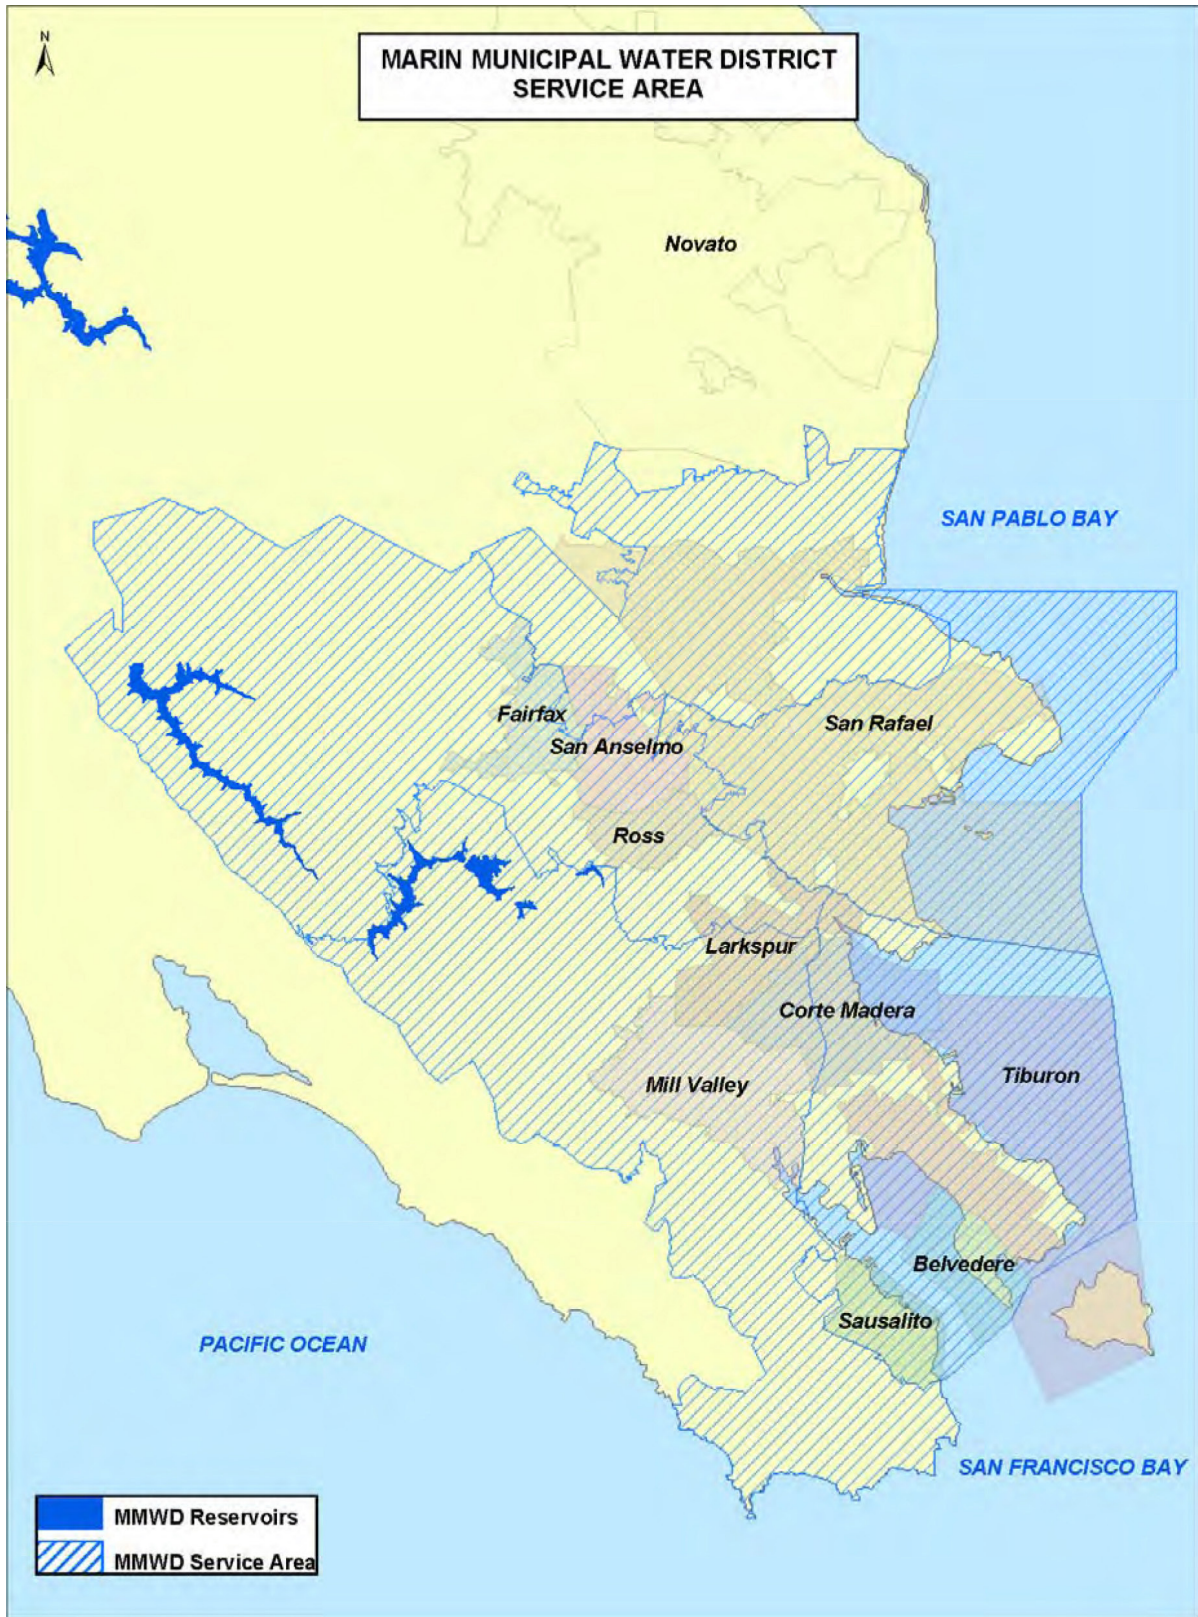 N
MARIN MUNICIPAL WATER DISTRICT
SERVICE AREA
Novato
SAN PABLO BAY
Fairfax
San Rafael
San Anselmo
Ross
Larkspur
Corte Madera
Tiburon
Mill Valley
Belvedere
Sausalito
PACIFIC OCEAN
SAN FRANCISCO BAY
MMWD Reservoirs
MMWD Service Area